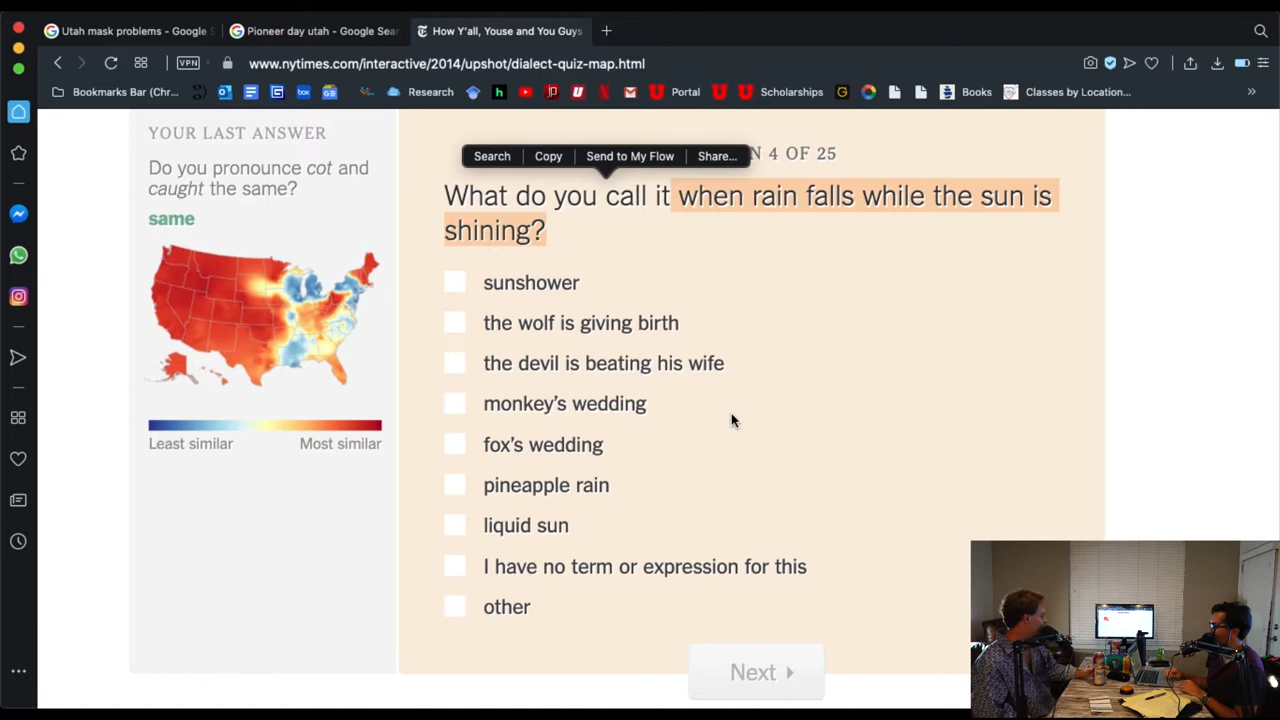 Utah mask problems - Google S
Pioneer day utah - Google Sear
How Y'all, Youse and You Guys
VPN
www.nytimes.com/interactive/2014/upshot/dialect-quiz-map.html
Bookmarks Bar (Chr...
box
Research
h
Portal
Scholarships
Books
Classes by Location...
YOUR LAST ANSWER
Do you pronounce cot and
caught the same?
same
Least similar
Most similar
Search
Copy
Send to My Flow
Share...
N 4 OF 25
What do you call it when rain falls while the sun is
shining?
sunshower
the wolf is giving birth
the devil is beating his wife
monkey's wedding
fox's wedding
pineapple rain
liquid sun
I have no term or expression for this
other
Next